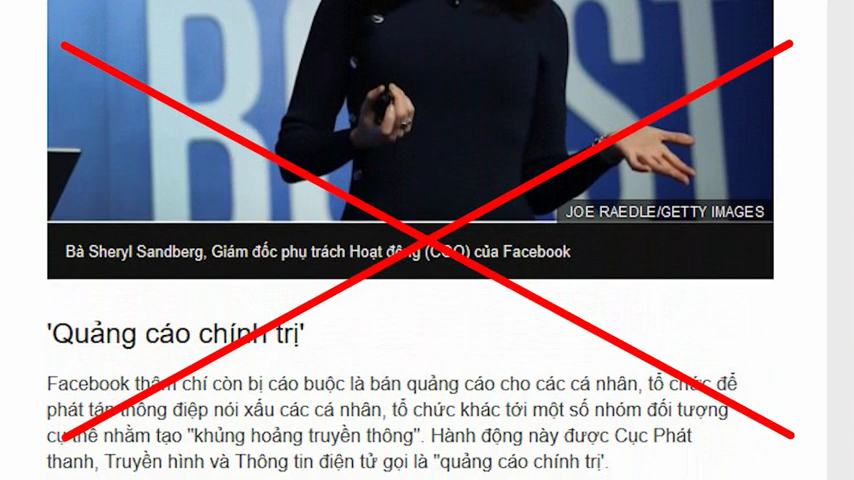 BOOST
JOE RAEDLE/GETTY IMAGES
Bà Sheryl Sandberg, Giám đốc phụ trách Hoạt động (COO) của Facebook
'Quảng cáo chính trị'
Facebook thậm chí còn bị cáo buộc là bán quảng cáo cho các cá nhân, tổ chức để
phát tán thông điệp nói xấu các cá nhân, tổ chức khác tới một số nhóm đối tượng
cụ thể nhằm tạo "khủng hoảng truyền thông". Hành động này được Cục Phát
thanh, Truyền hình và Thông tin điện tử gọi là "quảng cáo chính trị'.